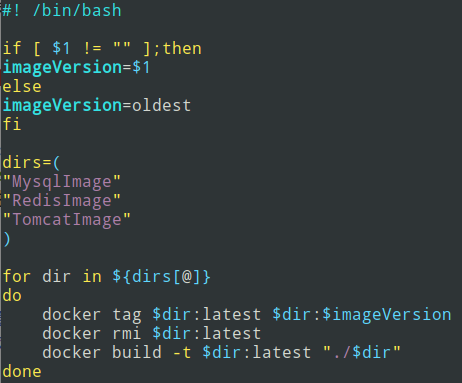 #! /bin/bash
if [ $1 != "" ];then
imageVersion=$1
else
imageVersion=oldest
fi
dirs=(
"MysqlImage"
"RedisImage"
"TomcatImage"
)
for dir in ${dirs[@]}
do
docker tag $dir:latest $dir:$imageVersion
docker rmi $dir:latest
docker build -t $dir:latest "./$dir"
done